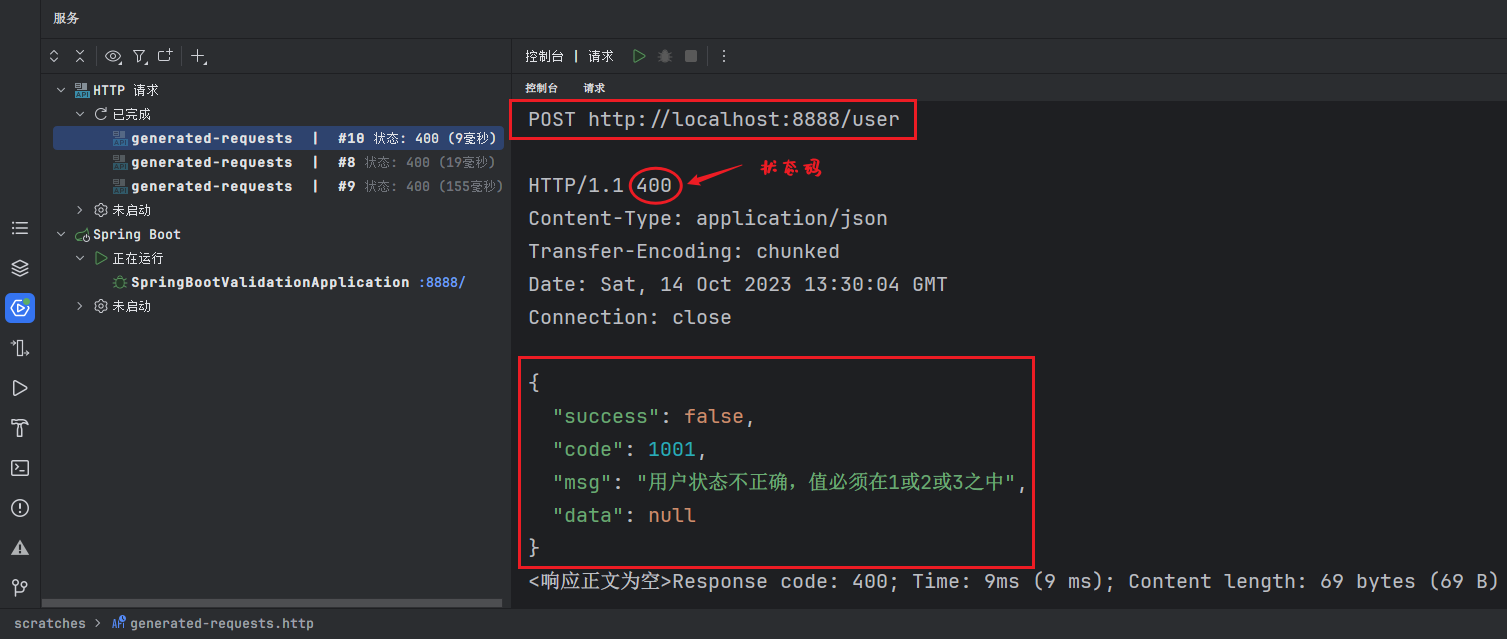 服务
控制台 | 请求
HTTP 请求
已完成
generated-requests | #10 状态: 400 (9毫秒)
generated-requests | #8 状态: 400 (19毫秒)
generated-requests | #9 状态: 400 (155毫秒)
未启动
Spring Boot
正在运行
SpringBootValidationApplication :8888/
未启动
控制台 请求
POST http://localhost:8888/user
状态码
HTTP/1.1 400
Content-Type: application/json
Transfer-Encoding: chunked
Date: Sat, 14 Oct 2023 13:30:04 GMT
Connection: close
{
"success": false,
"code": 1001,
"msg": "用户状态不正确，值必须在1或2或3之中",
"data": null
}
<响应正文为空>Response code: 400; Time: 9ms (9 ms); Content length: 69 bytes (69 B)
scratches > generated-requests.http